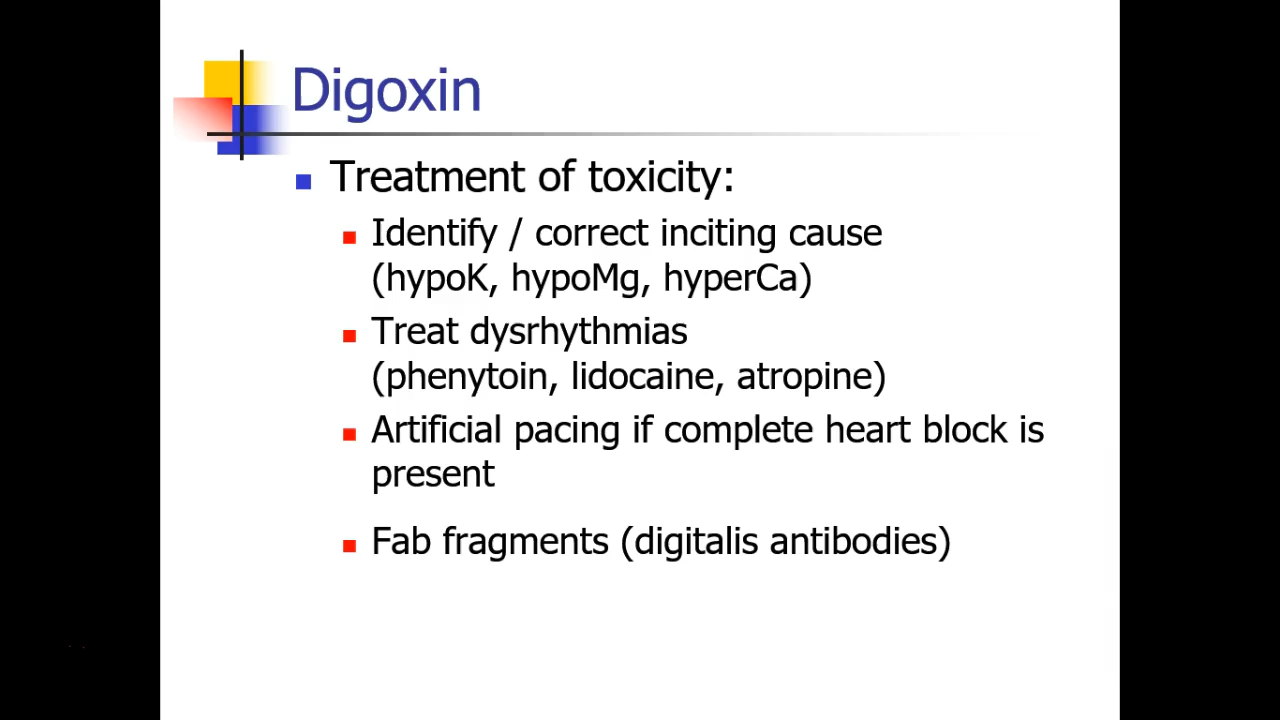 Digoxin
Treatment of toxicity:
Identify / correct inciting cause
(hypoK, hypoMg, hyperCa)
Treat dysrhythmias
(phenytoin, lidocaine, atropine)
Artificial pacing if complete heart block is
present
Fab fragments (digitalis antibodies)